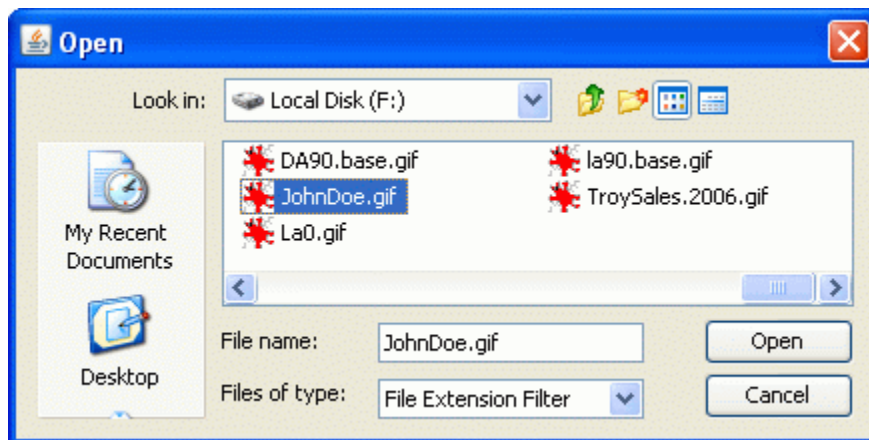 Open
Look in: Local Disk (F:)
DA90.base.gif la90.base.gif
JohnDoe.gif TroySales.2006.gif
La0.gif
My Recent
Documents
Desktop
File name: JohnDoe.gif Open
Files of type: File Extension Filter Cancel